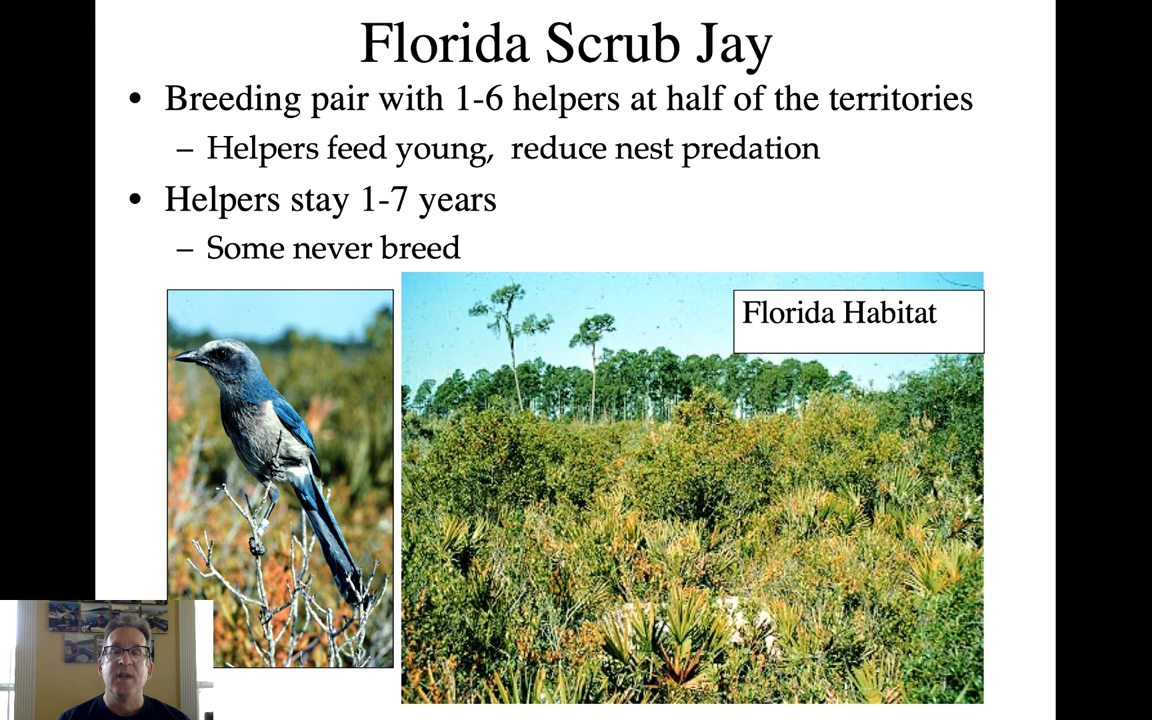 Florida Scrub Jay
• Breeding pair with 1-6 helpers at half of the territories
– Helpers feed young, reduce nest predation
• Helpers stay 1-7 years
– Some never breed
Florida Habitat